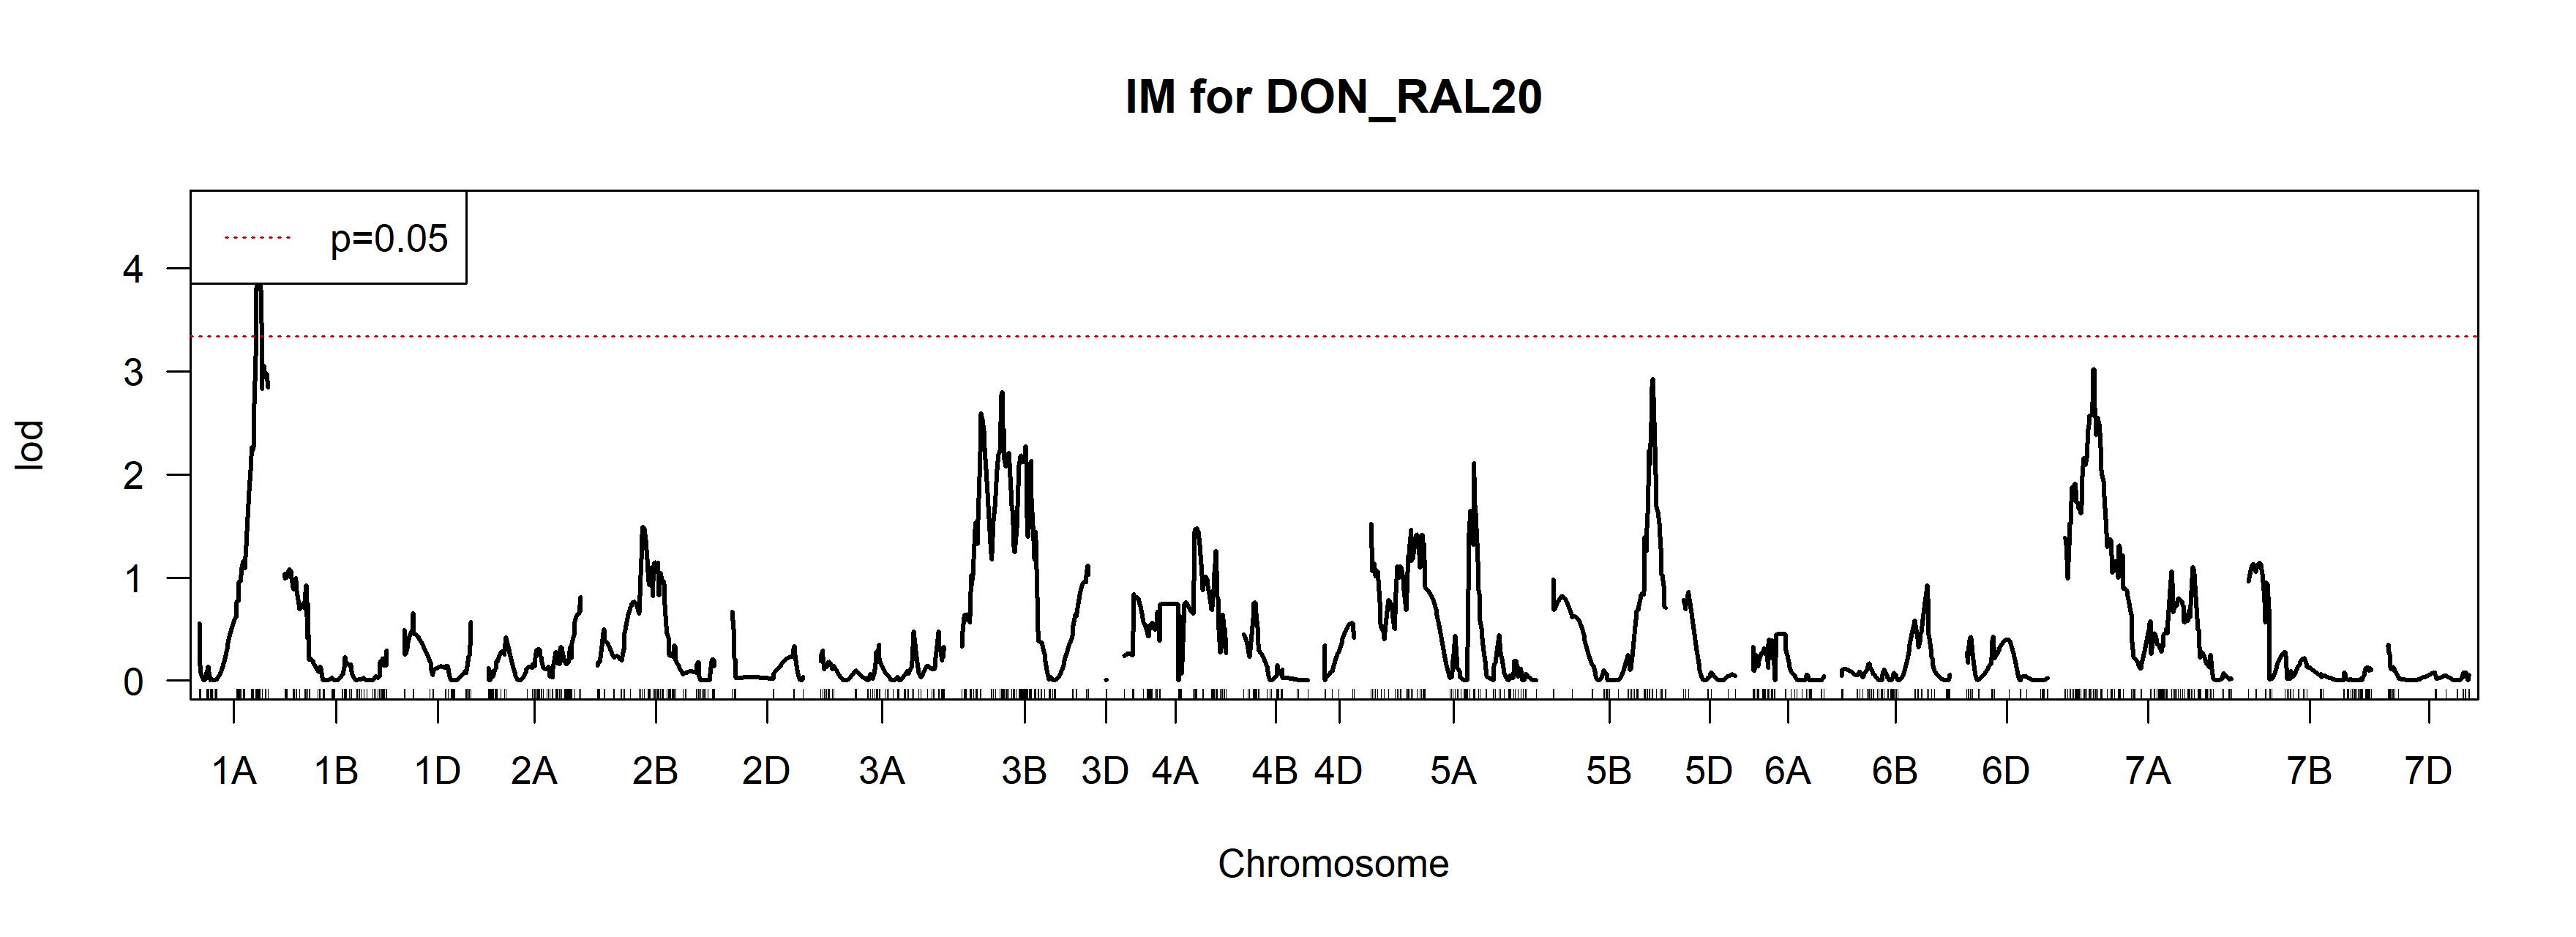 IM for DON_RAL20
p=0.05
4
3
2
1
0
lod
1A 1B 1D 2A 2B 2D 3A 3B 3D 4A 4B 4D 5A 5B 5D 6A 6B 6D 7A 7B 7D
Chromosome